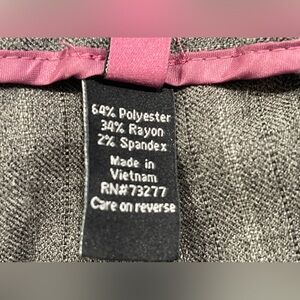 64% Polyester
34% Rayon
2% Spandex
Made in
Vietnam
RN#73277
Care on reverse